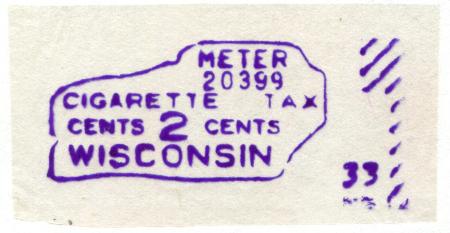 METER
20399
CIGARETTE TAX
CENTS 2 CENTS
WISCONSIN
33